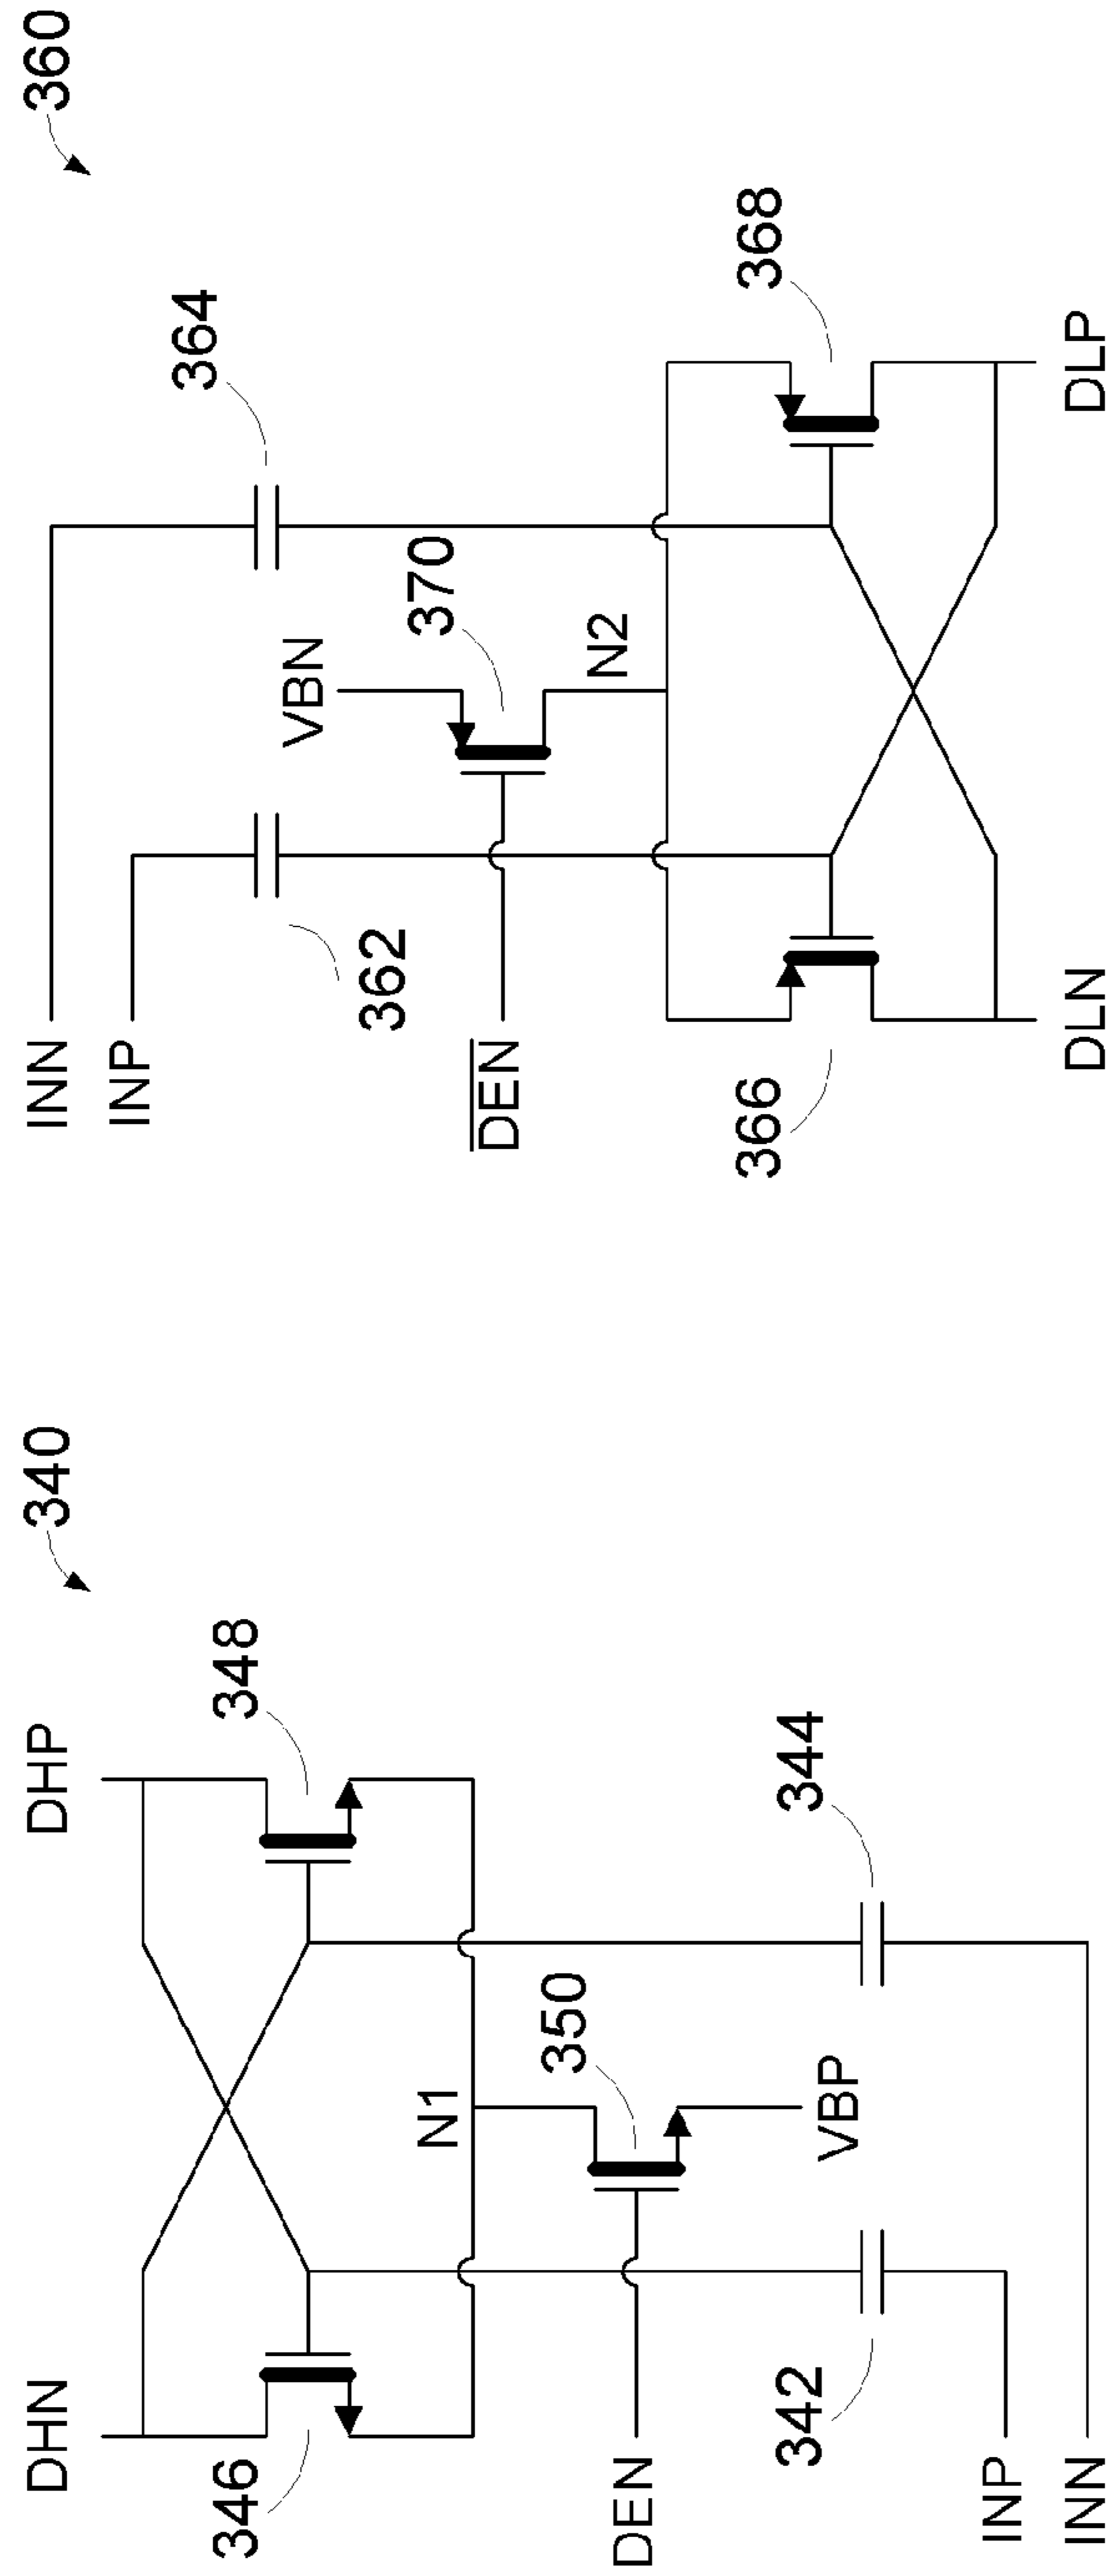 340
DHN
DHP
346
348
N1
DEN
350
VBP
342
344
INP
INN
360
INN
INP
364
362
VBN
370
D̅E̅N̅
N2
366
368
DLN
DLP